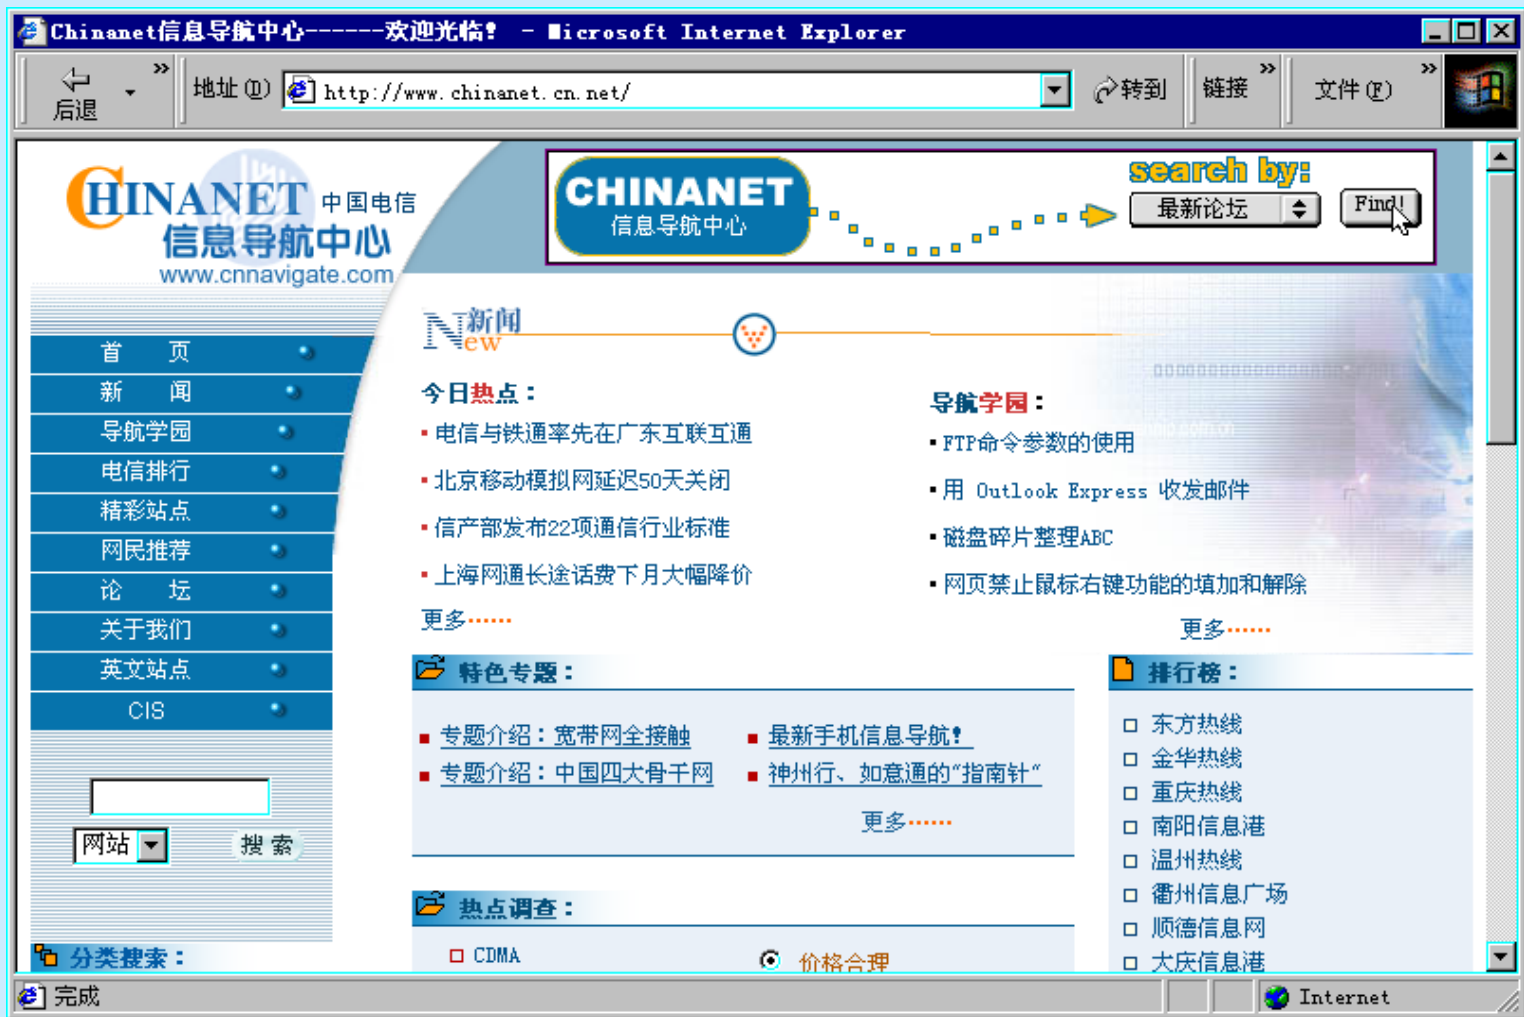 Chinanet信息导航中心------欢迎光临! - Microsoft Internet Explorer
后退 » 地址(D) http://www.chinanet.cn.net/ 转到 链接 » 文件(F) »
CHINANET 中国电信
信息导航中心
www.cnnavigate.com
CHINANET
信息导航中心
search by:
最新论坛 Find!
首 页
新 闻
导航学园
电信排行
精彩站点
网民推荐
论 坛
关于我们
英文站点
CIS
网站 搜索
分类搜索：
新闻
New
今日热点：
电信与铁通率先在广东互联互通
北京移动模拟网延迟50天关闭
信产部发布22项通信行业标准
上海网通长途话费下月大幅降价
更多……
导航学园：
FTP命令参数的使用
用 Outlook Express 收发邮件
磁盘碎片整理ABC
网页禁止鼠标右键功能的填加和解除
更多……
特色专题：
专题介绍：宽带网全接触
最新手机信息导航!
专题介绍：中国四大骨干网
神州行、如意通的“指南针”
更多……
热点调查：
CDMA
价格合理
排行榜：
东方热线
金华热线
重庆热线
南阳信息港
温州热线
衢州信息广场
顺德信息网
大庆信息港
完成 Internet